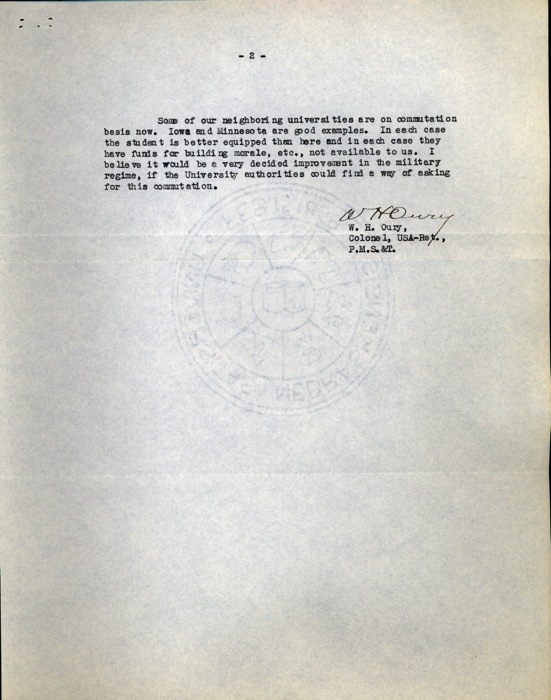 - 2 -
Some of our neighboring universities are on commutation
basis now. Iowa and Minnesota are good examples. In each case
the student is better equipped than here and in each case they
have funds for building morale, etc., not available to us. I
believe it would be a very decided improvement in the military
regime, if the University authorities could find a way of asking
for this commutation.
W H Oury
W. H. Oury,
Colonel, USA-Ret.,
P.M.S.&T.